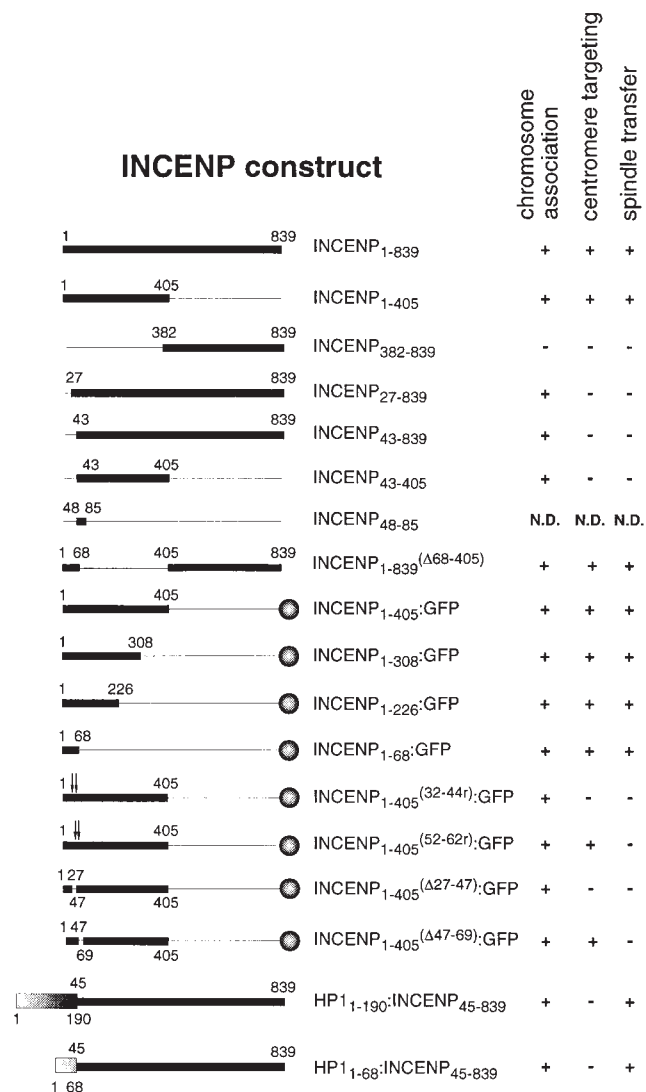 chromosome
association
centromere targeting
spindle transfer
INCENP construct
1 839 INCENP1-839 + + +
1 405 INCENP1-405 + + +
382 839 INCENP382-839 - - -
27 839 INCENP27-839 + - -
43 839 INCENP43-839 + - -
43 405 INCENP43-405 + - -
48 85 INCENP48-85 N.D. N.D. N.D.
1 68 405 839 INCENP1-839(Δ68-405) + + +
1 405 INCENP1-405:GFP + + +
1 308 INCENP1-308:GFP + + +
1 226 INCENP1-226:GFP + + +
1 68 INCENP1-68:GFP + + +
1 405 INCENP1-405(32-44r):GFP + - -
1 405 INCENP1-405(52-62r):GFP + + -
1 27 INCENP1-405(Δ27-47):GFP + - -
47 405
1 47 INCENP1-405(Δ47-69):GFP + + -
69 405
45 839 HP11-190:INCENP45-839 + - +
1 190
45 839 HP11-68:INCENP45-839 + - +
1 68